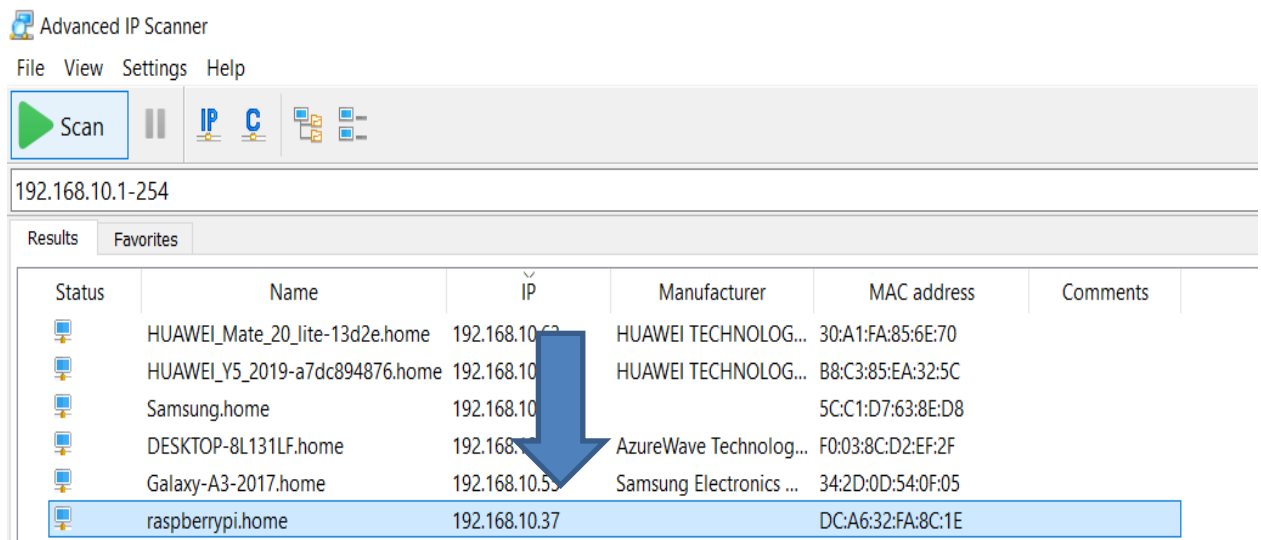 Advanced IP Scanner
File View Settings Help
Scan IP C
192.168.10.1-254
Results Favorites
Status Name IP Manufacturer MAC address Comments
HUAWEI_Mate_20_lite-13d2e.home HUAWEI TECHNOLOG... 30:A1:FA:85:6E:70
HUAWEI_Y5_2019-a7dc894876.home 192.168.10 HUAWEI TECHNOLOG... B8:C3:85:EA:32:5C
Samsung.home 192.168.10 5C:C1:D7:63:8E:D8
DESKTOP-8L131LF.home AzureWave Technolog... F0:03:8C:D2:EF:2F
Galaxy-A3-2017.home Samsung Electronics ... 34:2D:0D:54:0F:05
raspberrypi.home 192.168.10.37 DC:A6:32:FA:8C:1E